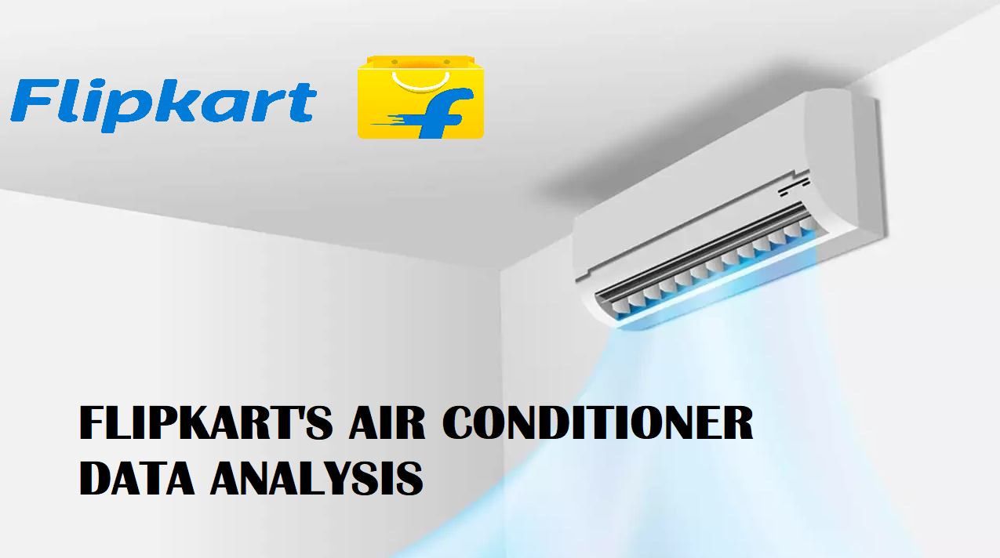 Flipkart
f
FLIPKART'S AIR CONDITIONER
DATA ANALYSIS